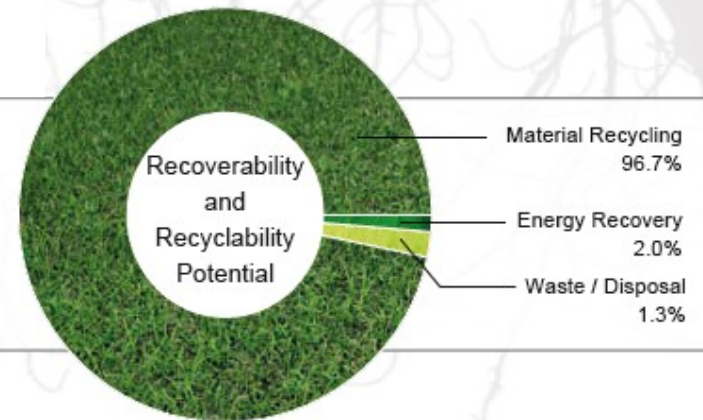 Recoverability
and
Recyclability
Potential
Material Recycling
96.7%
Energy Recovery
2.0%
Waste / Disposal
1.3%